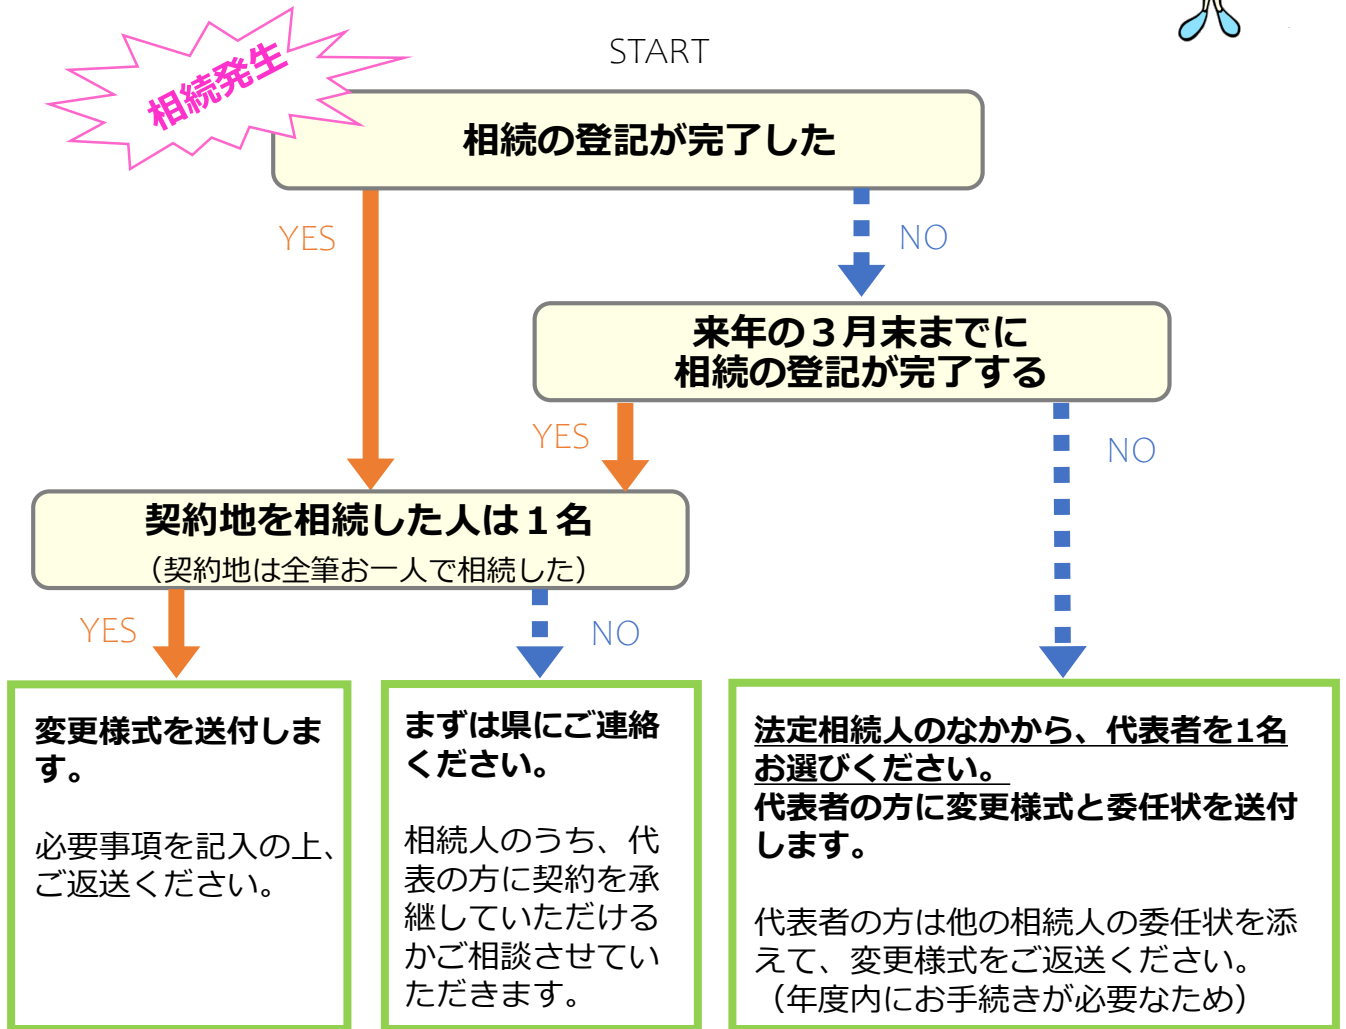 START
相続発生
相続の登記が完了した
YES
NO
来年の３月末までに
相続の登記が完了する
YES
NO
契約地を相続した人は１名
（契約地は全筆お一人で相続した）
YES
NO
変更様式を送付しま
す。
必要事項を記入の上、
ご返送ください。
まずは県にご連絡
ください。
相続人のうち、代
表の方に契約を承
継していただける
かご相談させてい
ただきます。
法定相続人のなかから、代表者を1名
お選びください。
代表者の方に変更様式と委任状を送付
します。
代表者の方は他の相続人の委任状を添
えて、変更様式をご返送ください。
（年度内にお手続きが必要なため）